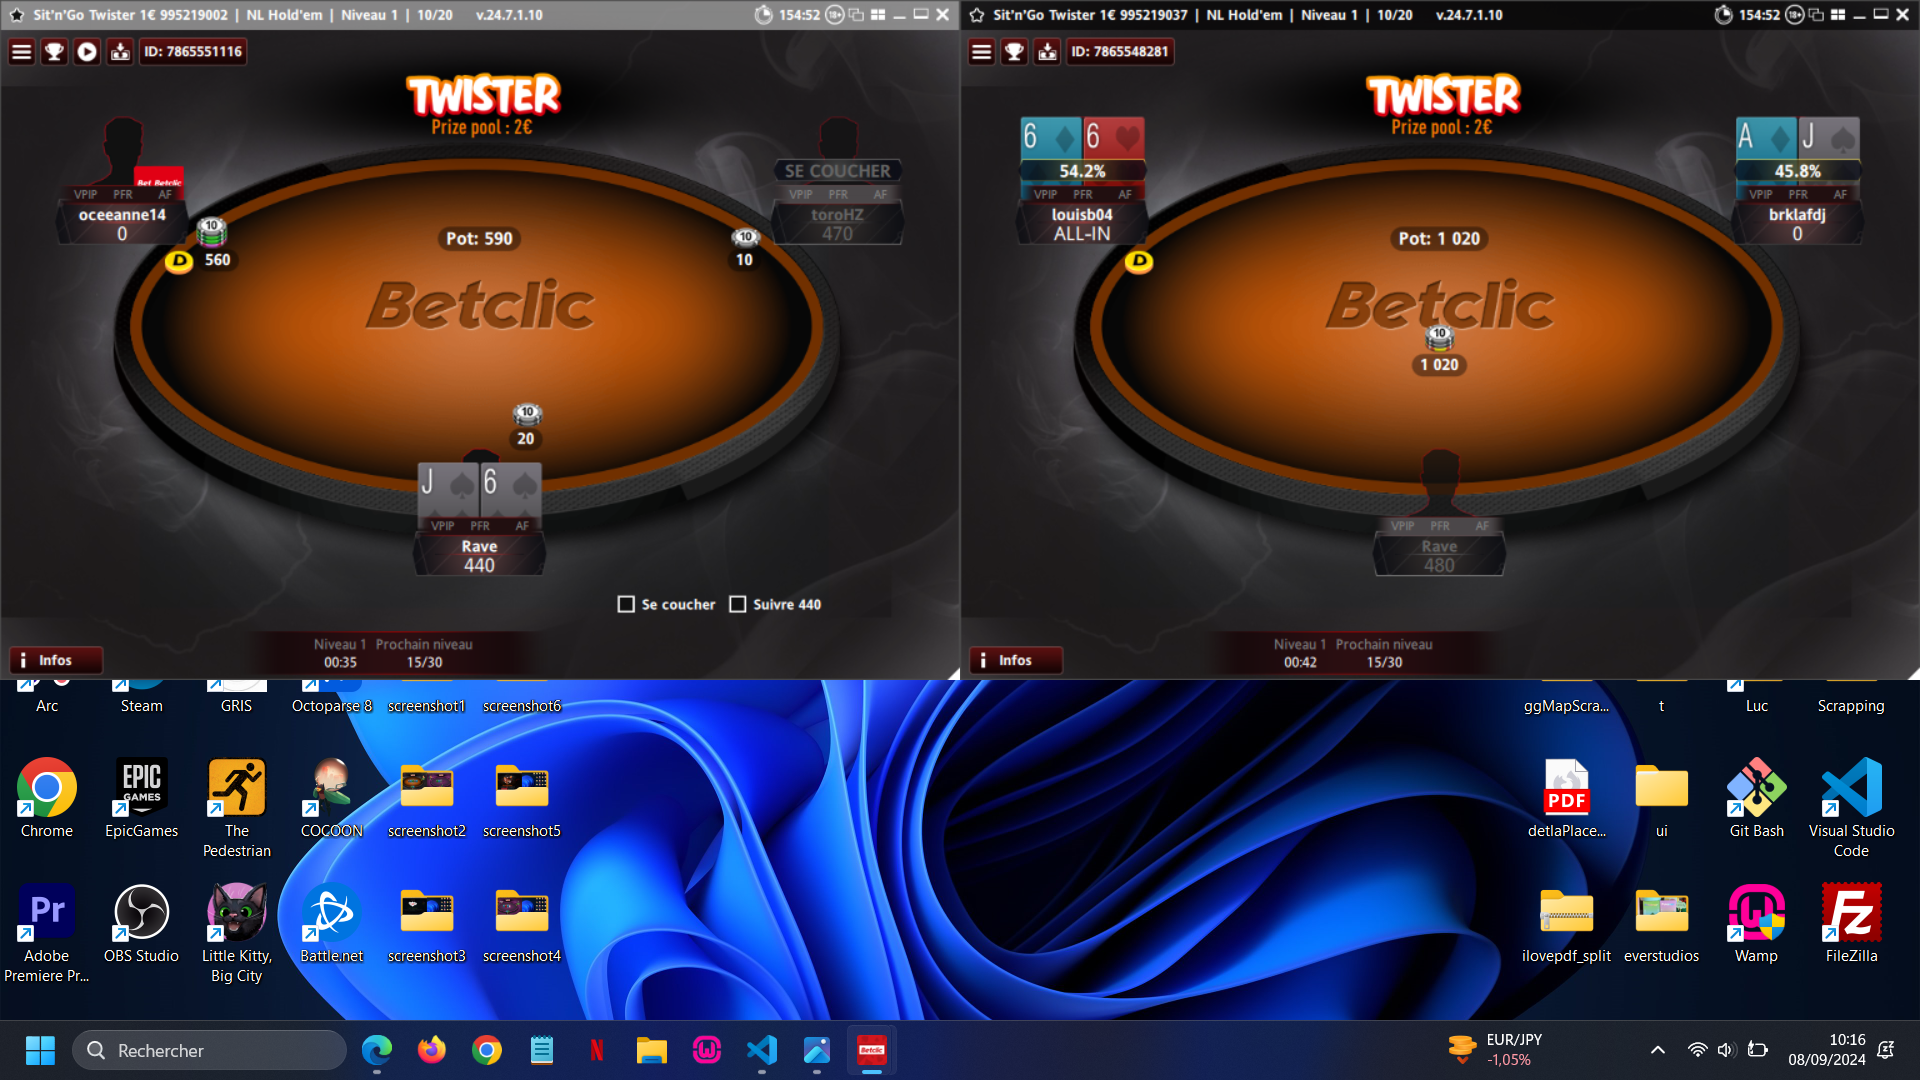 Sit'n'Go Twister 1€ 995219002 | NL Hold'em | Niveau 1 | 10/20 v.24.7.1.10
154:52 18+
ID: 7865551116
TWISTER
Prize pool : 2€
Bet Betclic
VPIP PFR AF
oceeanne14
0
SE COUCHER
VPIP PFR AF
toroHZ
470
10
D 560
Pot: 590
10
10
Betclic
10
20
J 6
VPIP PFR AF
Rave
440
Se coucher Suivre 440
i Infos
Niveau 1 Prochain niveau
00:35 15/30
Sit'n'Go Twister 1€ 995219037 | NL Hold'em | Niveau 1 | 10/20 v.24.7.1.10
154:52 18+
ID: 7865548281
TWISTER
Prize pool : 2€
6 6
54.2%
VPIP PFR AF
louisb04
ALL-IN
D
A J
45.8%
VPIP PFR AF
brklafdj
0
Pot: 1 020
Betclic
10
1 020
VPIP PFR AF
Rave
480
i Infos
Niveau 1 Prochain niveau
00:42 15/30
Arc
Steam
GRIS
Octoparse 8
screenshot1
screenshot6
ggMapScra...
t
Luc
Scrapping
EPIC
GAMES
PDF
Chrome
EpicGames
The
Pedestrian
COCOON
screenshot2
screenshot5
detlaPlace...
ui
Git Bash
Visual Studio
Code
Pr
Fz
Adobe
Premiere Pr...
OBS Studio
Little Kitty,
Big City
Battle.net
screenshot3
screenshot4
ilovepdf_split
everstudios
Wamp
FileZilla
Rechercher
N
Betclic
EUR/JPY
-1,05%
10:16
08/09/2024